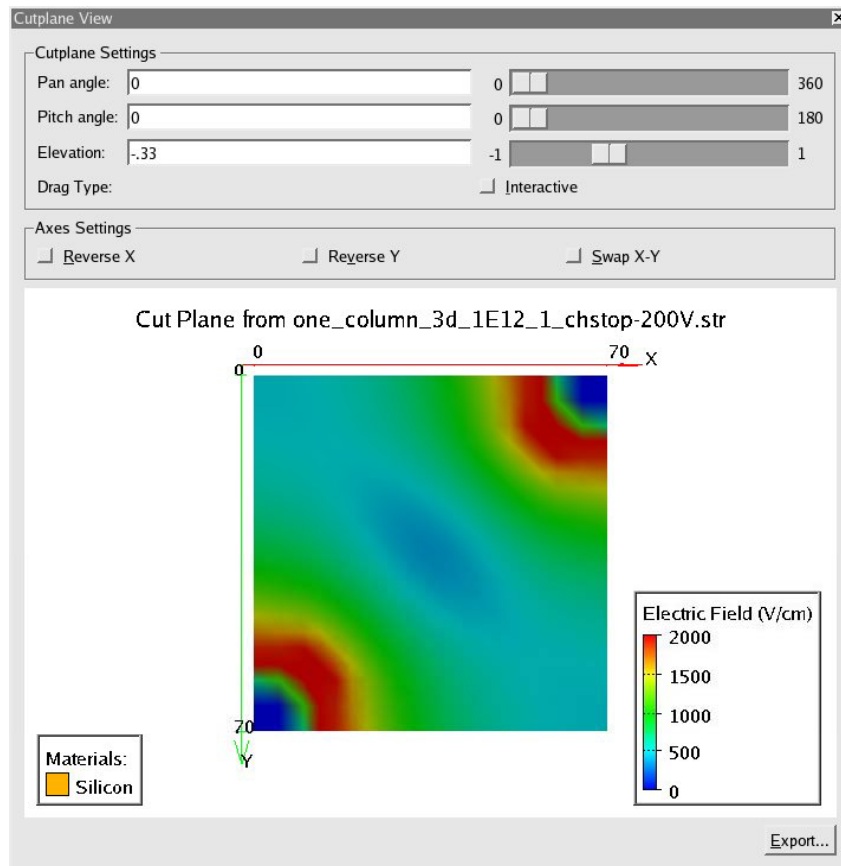 Cutplane View
Cutplane Settings
Pan angle: 0 0 360
Pitch angle: 0 0 180
Elevation: -.33 -1 1
Drag Type: Interactive
Axes Settings
Reverse X Reverse Y Swap X-Y
Cut Plane from one_column_3d_1E12_1_chstop-200V.str
0 70 X
0
70
Y
Electric Field (V/cm)
2000
1500
1000
500
0
Materials:
Silicon
Export...